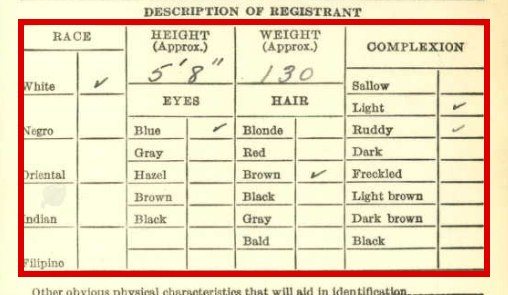 DESCRIPTION OF REGISTRANT
RACE HEIGHT (Approx.) WEIGHT (Approx.) COMPLEXION
5'8" 130
White ✓ Sallow
EYES HAIR Light ✓
Negro Blue ✓ Blonde Ruddy ✓
Gray Red Dark
Oriental Hazel Brown ✓ Freckled
Brown Black Light brown
Indian Black Gray Dark brown
Bald Black
Filipino
Other obvious physical characteristics that will aid in identification